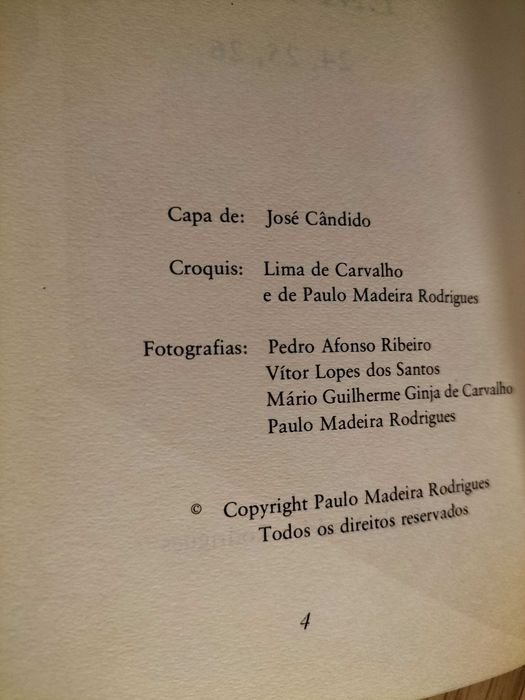 Capa de: José Cândido
Croquis: Lima de Carvalho
e de Paulo Madeira Rodrigues
Fotografias: Pedro Afonso Ribeiro
Vítor Lopes dos Santos
Mário Guilherme Ginja de Carvalho
Paulo Madeira Rodrigues
© Copyright Paulo Madeira Rodrigues
Todos os direitos reservados
4